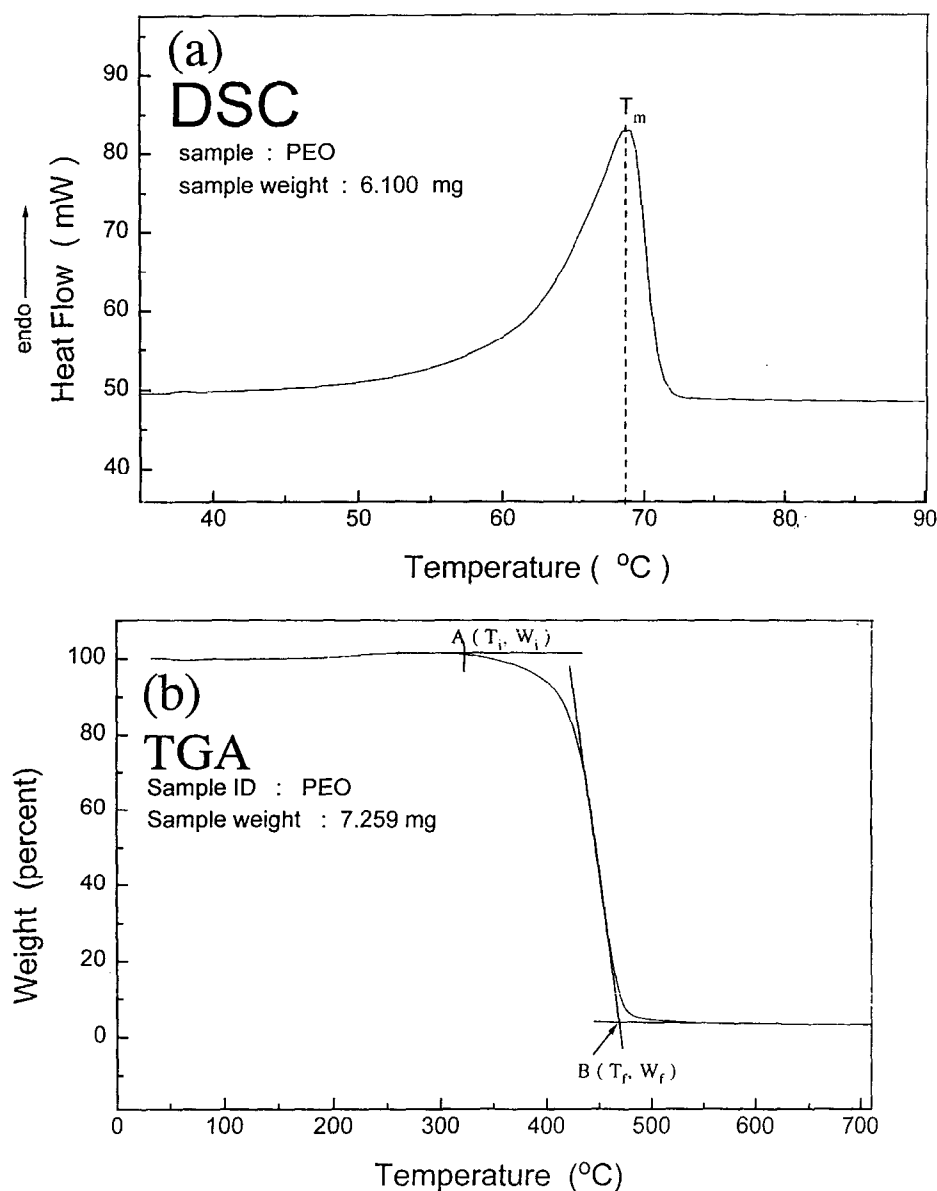 (a)
DSC
sample : PEO
sample weight : 6.100 mg
T_m
endo
Heat Flow ( mW)
90
80
70
60
50
40
40 50 60 70 80 90
Temperature ( °C )
(b)
TGA
Sample ID : PEO
Sample weight : 7.259 mg
A ( T_i, W_i )
B ( T_f, W_f )
Weight (percent)
100
80
60
40
20
0
0 100 200 300 400 500 600 700
Temperature (°C)